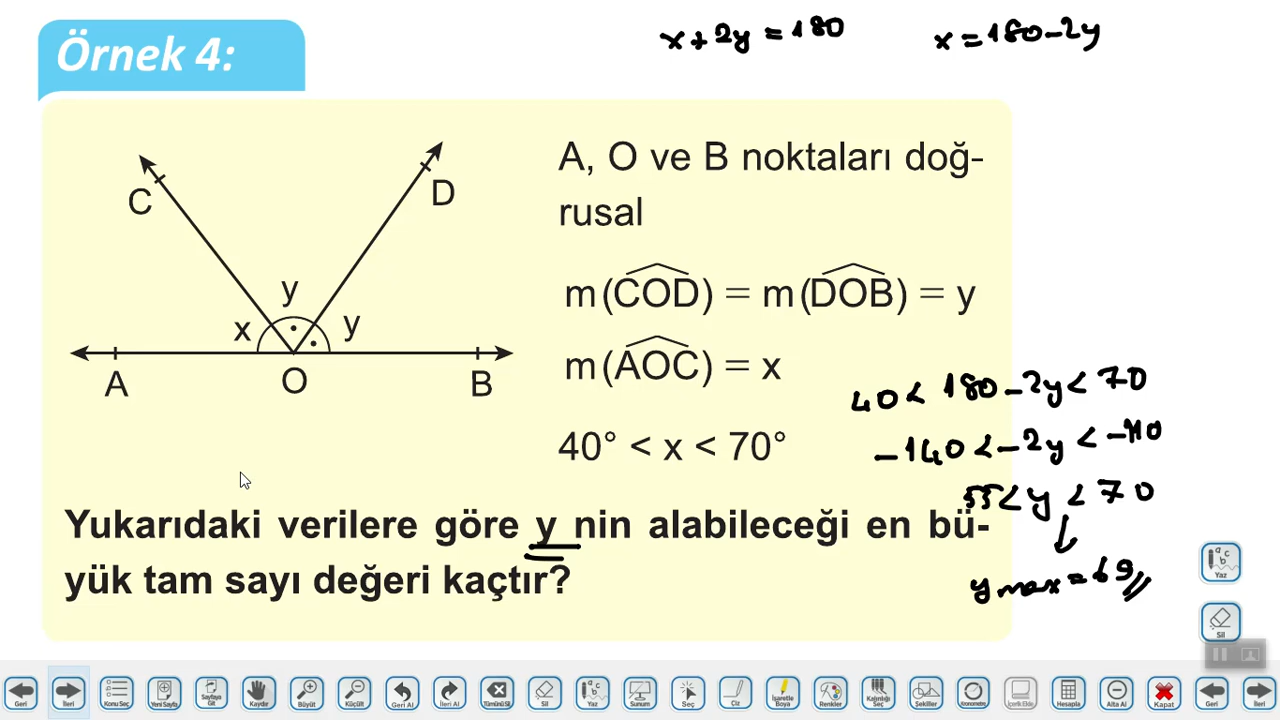 x+2y=180 x=180-2y
Örnek 4:
C D
y
x y
A O B
A, O ve B noktaları doğ-
rusal
m(COD) = m(DOB) = y
m(AOC) = x
40° < x < 70°
40 < 180-2y < 70
-140 < -2y < -110
55 < y < 70
y max = 69
Yukarıdaki verilere göre y nin alabileceği en bü-
yük tam sayı değeri kaçtır?
a b c
Yaz
Sil
Geri İleri Konu Seç Yeni Sayfa Sayfaya Git Kaydır Büyüt Küçült Geri Al İleri Al Tümünü Sil Sil Yaz Sunum Seç Çiz İşaretle Boya Renkler Kalınlığı Seç Şekiller Kronometre İçerik Ekle Hesapla Alta Al Kapat Geri İleri